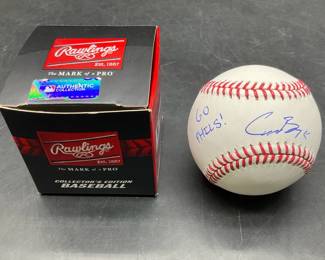 Rawlings
EST. 1887
THE MARK of a PRO
AUTHENTIC
COLLECTION
Rawlings
EST. 1887
THE MARK of a PRO
COLLECTOR'S EDITION
BASEBALL
GO
PHILS!